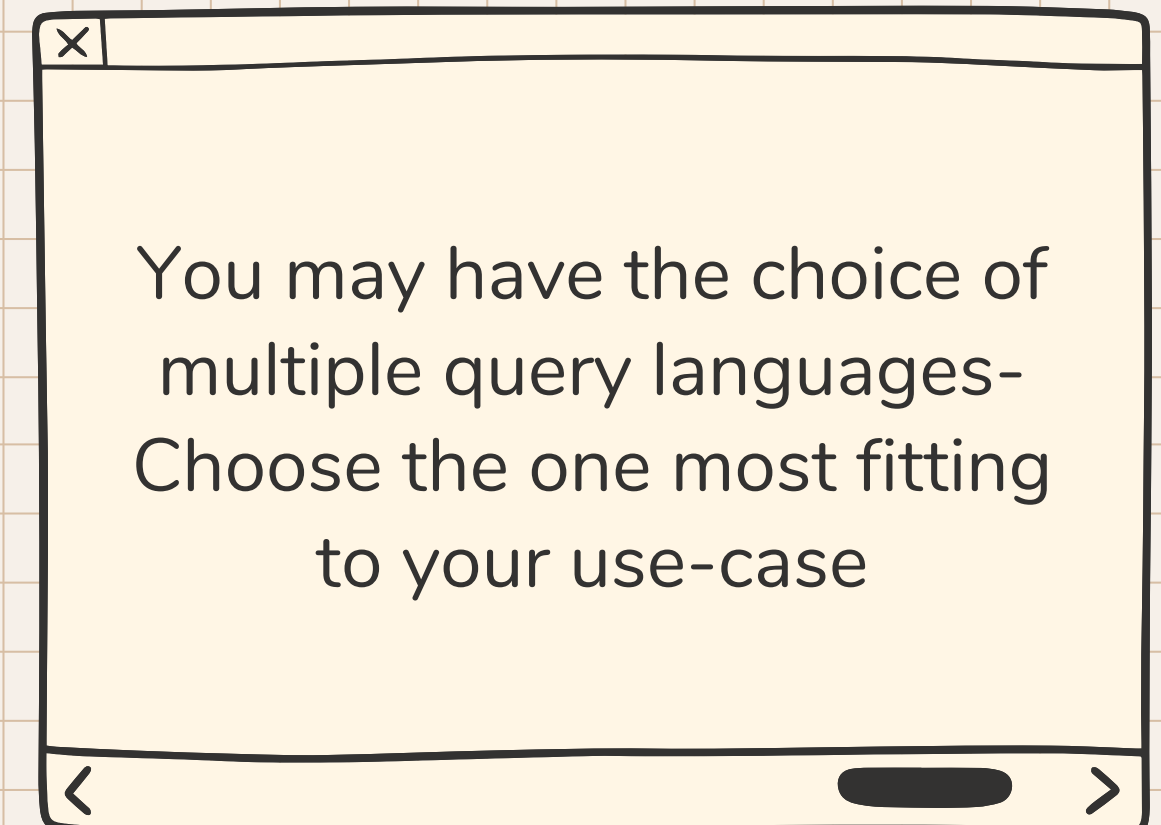 You may have the choice of
multiple query languages-
Choose the one most fitting
to your use-case